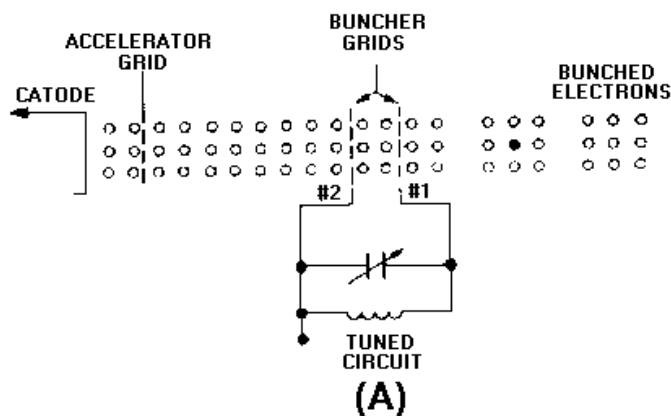 BUNCHER
GRIDS
ACCELERATOR
GRID
CATODE
BUNCHED
ELECTRONS
#2
#1
TUNED
CIRCUIT
(A)